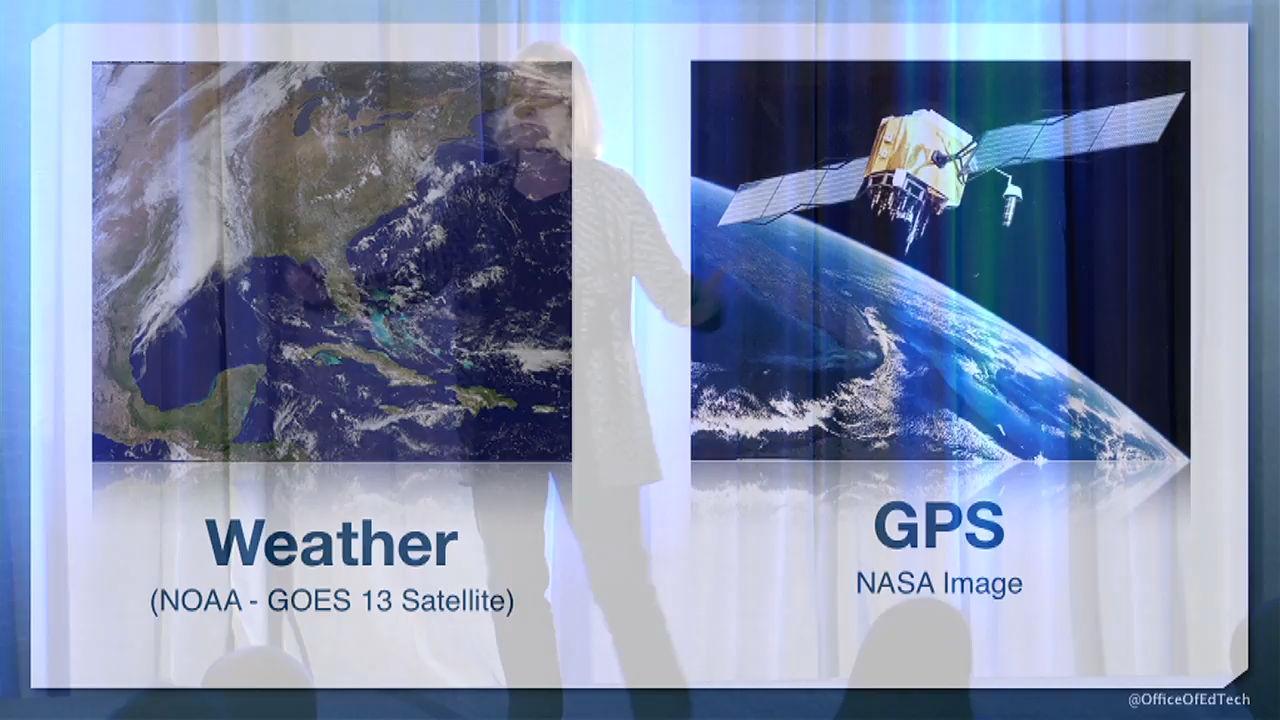 Weather
(NOAA - GOES 13 Satellite)
GPS
NASA Image
@OfficeOfEdTech